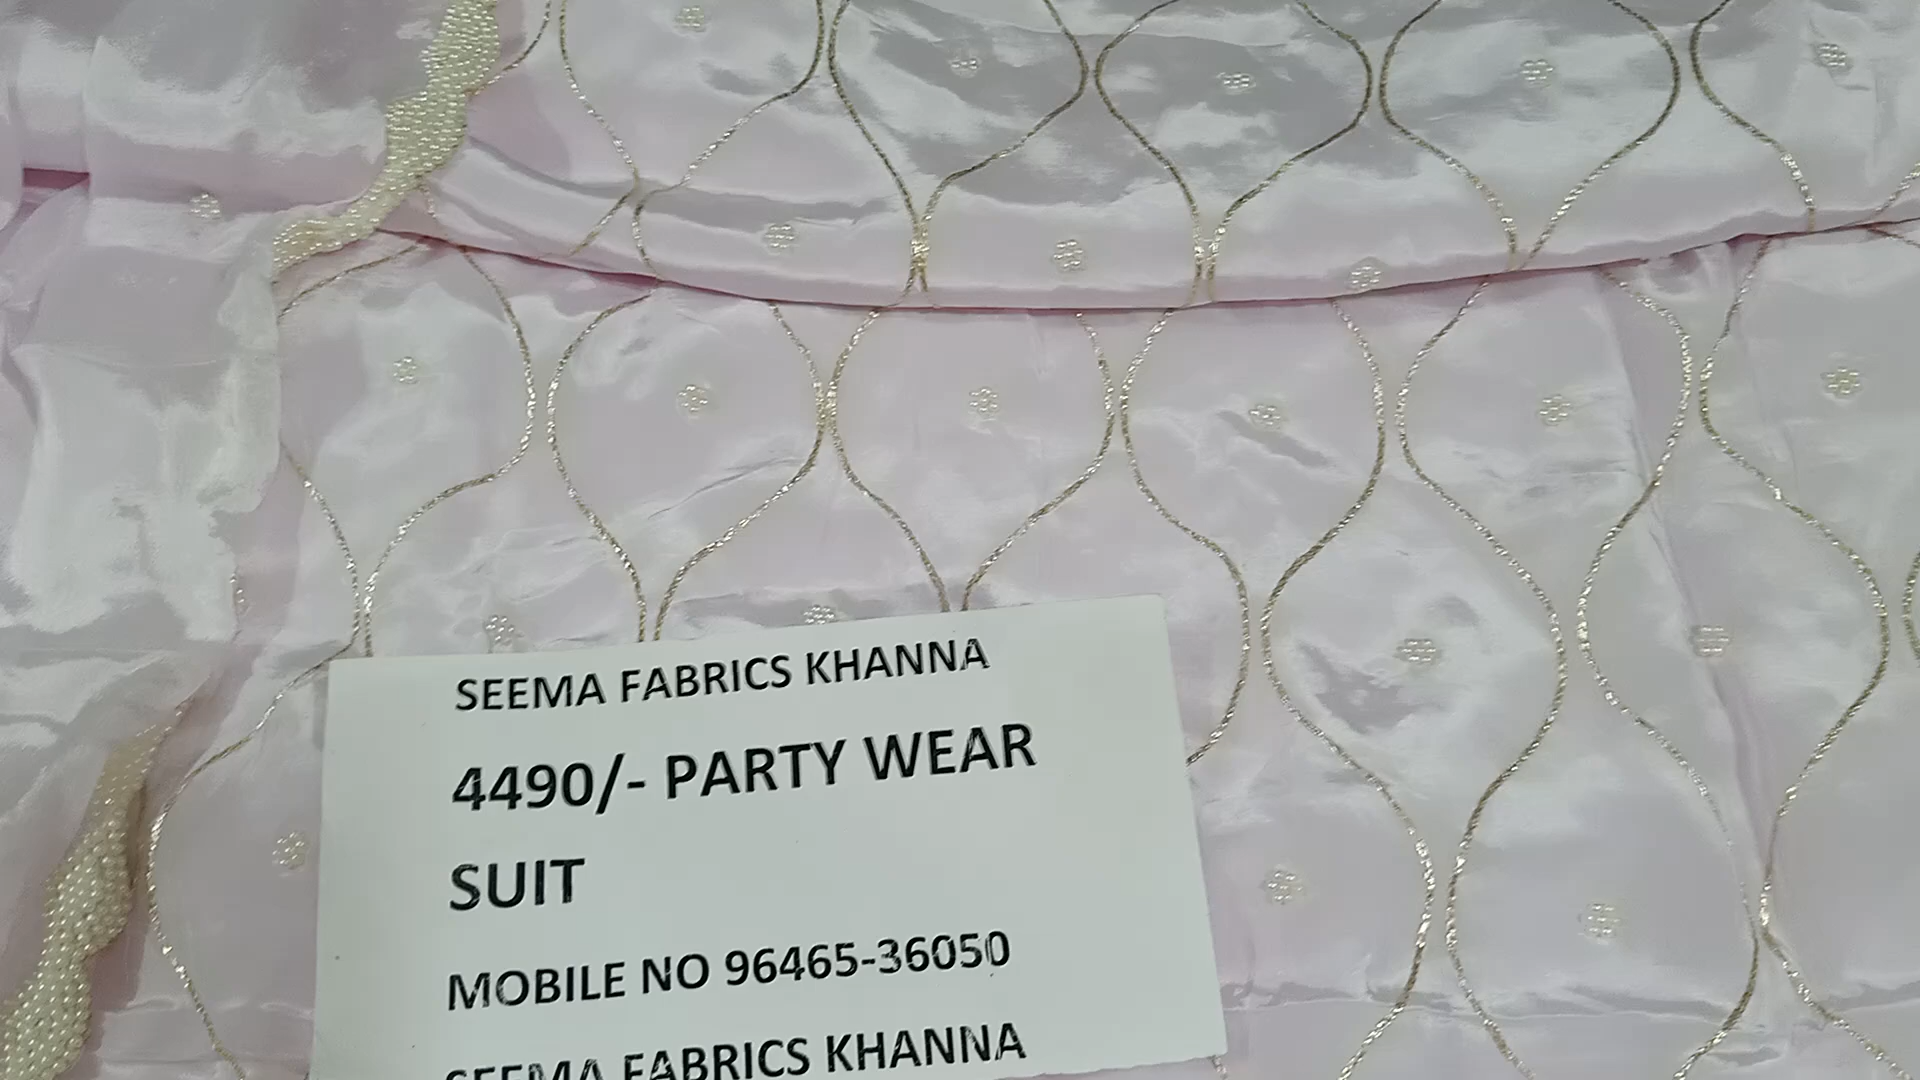 SEEMA FABRICS KHANNA
4490/- PARTY WEAR
SUIT
MOBILE NO 96465-36050
SEEMA FABRICS KHANNA